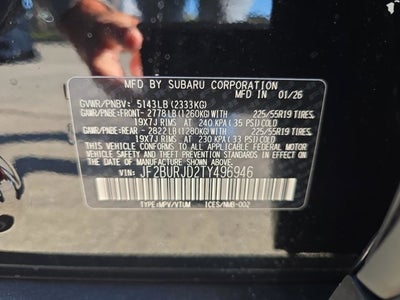 MFD BY SUBARU CORPORATION 01/26
GVWR/PNBV: 5143LB (2333KG)
GAWR/PNBE-FRONT- 2778LB (1260KG) WITH 225/55R19 TIRES,
19X7J RIMS AT 240 KPA( 35 PSI) COLD
GAWR/PNBE-REAR - 2822LB (1280KG) WITH 225/55R19 TIRES,
19X7J RIMS AT 230 KPA( 33 PSI) COLD
THIS VEHICLE CONFORMS TO ALL APPLICABLE FEDERAL MOTOR
VEHICLE SAFETY AND THEFT PREVENTION STANDARDS IN EFFECT ON
THE DATE OF MANUFACTURE SHOWN ABOVE.
VIN: JF2BURJD2TY496946
TYPE:MPV/VTUM ICES/NMB-002